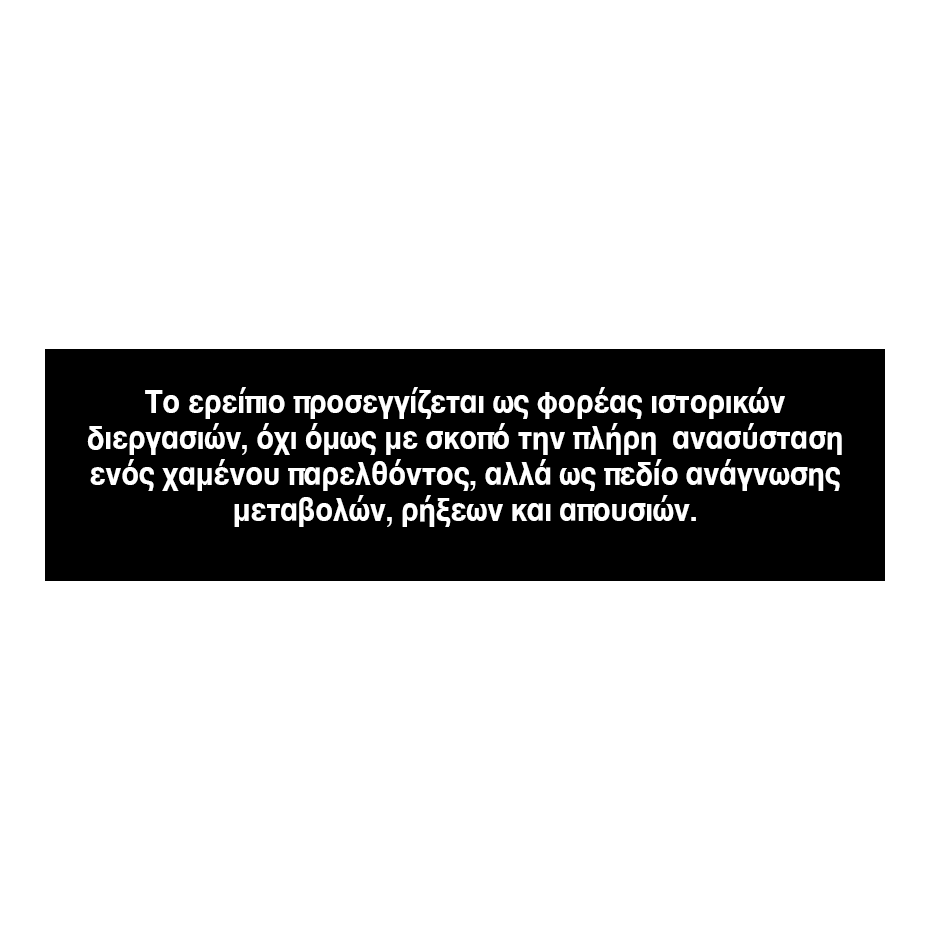 Το ερείπιο προσεγγίζεται ως φορέας ιστορικών
διεργασιών, όχι όμως με σκοπό την πλήρη  ανασύσταση
ενός χαμένου παρελθόντος, αλλά ως πεδίο ανάγνωσης
μεταβολών, ρήξεων και απουσιών.